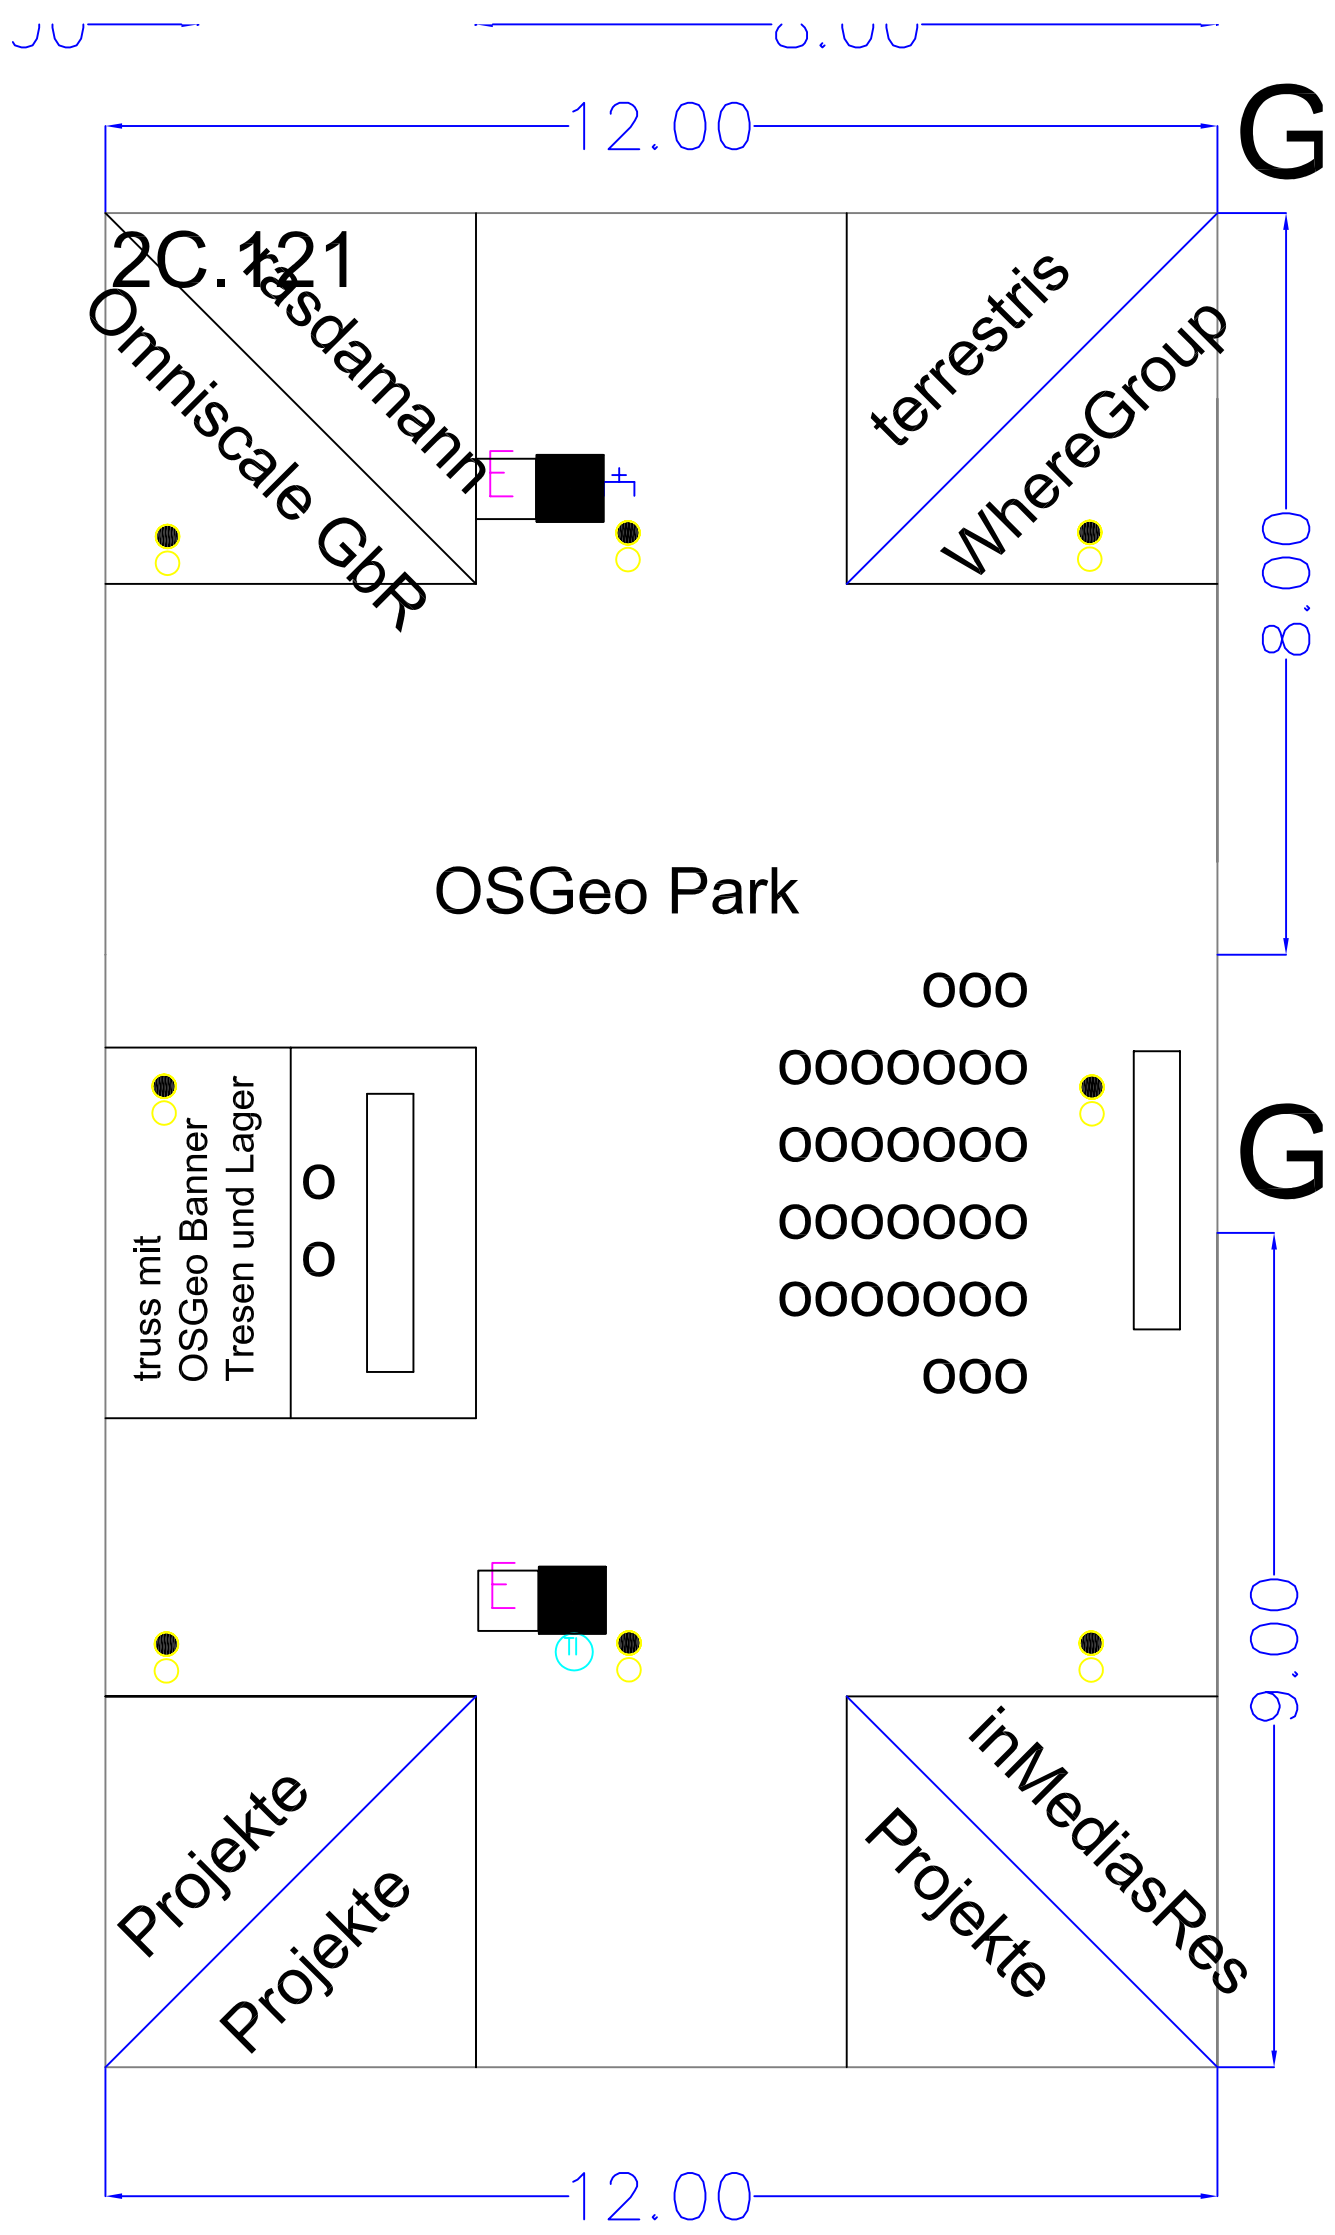 12.00
G
2C.121
rasdamann
Omniscale GbR
terrestris
WhereGroup
E
8.00
OSGeo Park
ooo
ooooooo
ooooooo
ooooooo
ooooooo
ooo
G
truss mit
OSGeo Banner
Tresen und Lager
o
o
E
9.00
Projekte
Projekte
inMediasRes
Projekte
12.00